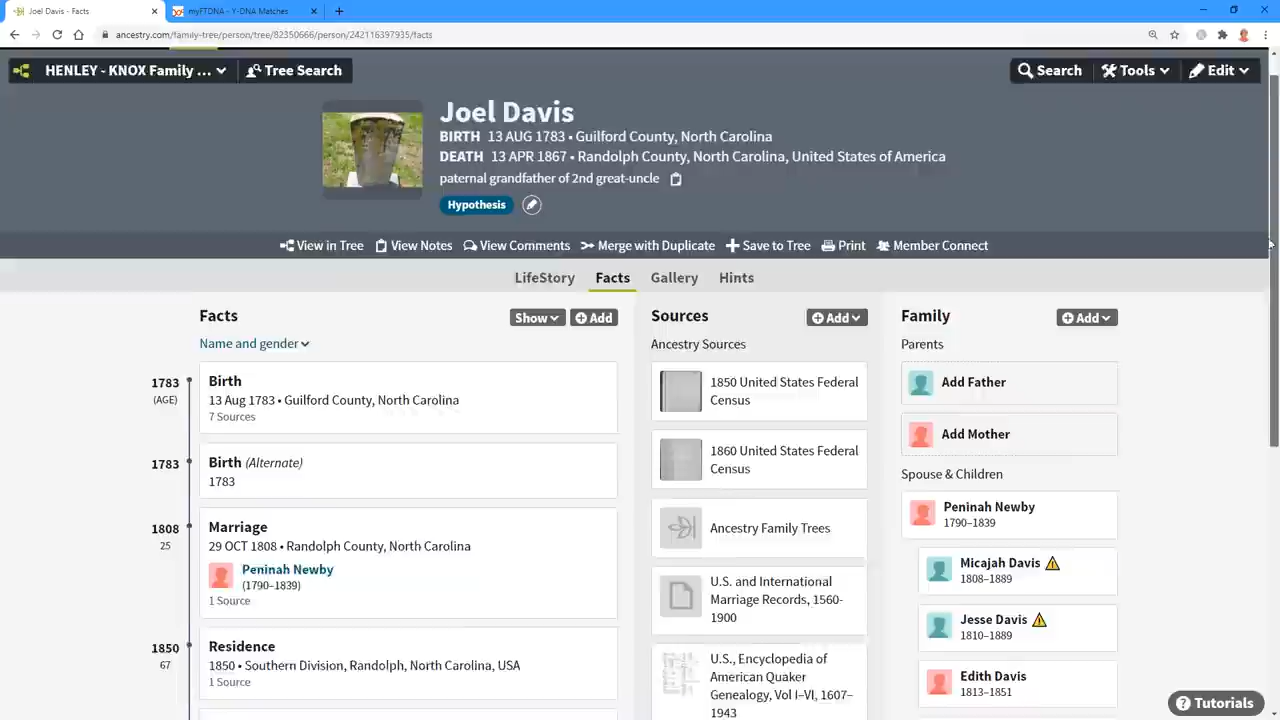 Joel Davis - Facts
myFTDNA - Y-DNA Matches
ancestry.com/family-tree/person/tree/82350666/person/242116397935/facts
HENLEY - KNOX Family ...
Tree Search
Search
Tools
Edit
Joel Davis
BIRTH 13 AUG 1783 • Guilford County, North Carolina
DEATH 13 APR 1867 • Randolph County, North Carolina, United States of America
paternal grandfather of 2nd great-uncle
Hypothesis
View in Tree
View Notes
View Comments
Merge with Duplicate
Save to Tree
Print
Member Connect
LifeStory
Facts
Gallery
Hints
Facts
Show
Add
Name and gender
1783
(AGE)
Birth
13 Aug 1783 • Guilford County, North Carolina
7 Sources
1783
Birth (Alternate)
1783
1808
25
Marriage
29 OCT 1808 • Randolph County, North Carolina
Peninah Newby
(1790–1839)
1 Source
1850
67
Residence
1850 • Southern Division, Randolph, North Carolina, USA
1 Source
Sources
Add
Ancestry Sources
1850 United States Federal
Census
1860 United States Federal
Census
Ancestry Family Trees
U.S. and International
Marriage Records, 1560-
1900
U.S., Encyclopedia of
American Quaker
Genealogy, Vol I–VI, 1607–
1943
Family
Add
Parents
Add Father
Add Mother
Spouse & Children
Peninah Newby
1790–1839
Micajah Davis
1808–1889
Jesse Davis
1810–1889
Edith Davis
1813–1851
Tutorials